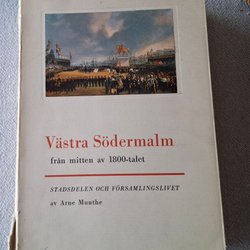 Västra Södermalm
från mitten av 1800-talet
STADSDELEN OCH FÖRSAMLINGSLIVET
av Arne Munthe